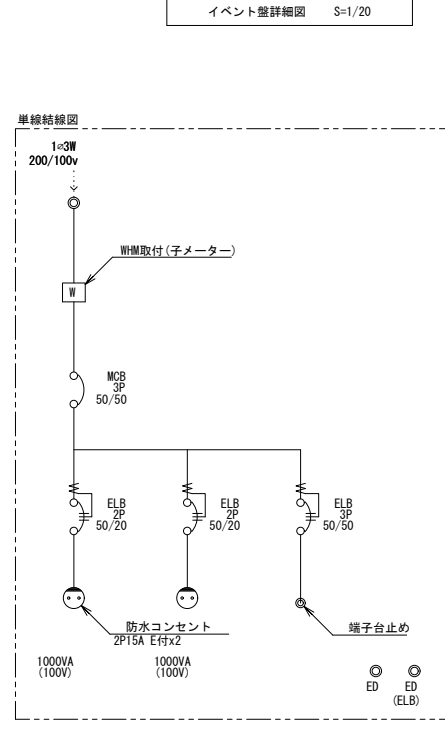 イベント盤詳細図 S=1/20
単線結線図
1⌀3W
200/100v
WHM取付(子メーター)
W
MCB
3P
50/50
ELB
2P
50/20
ELB
2P
50/20
ELB
3P
50/50
防水コンセント
2P15A E付x2
端子台止め
1000VA
(100V)
1000VA
(100V)
ED
ED
(ELB)